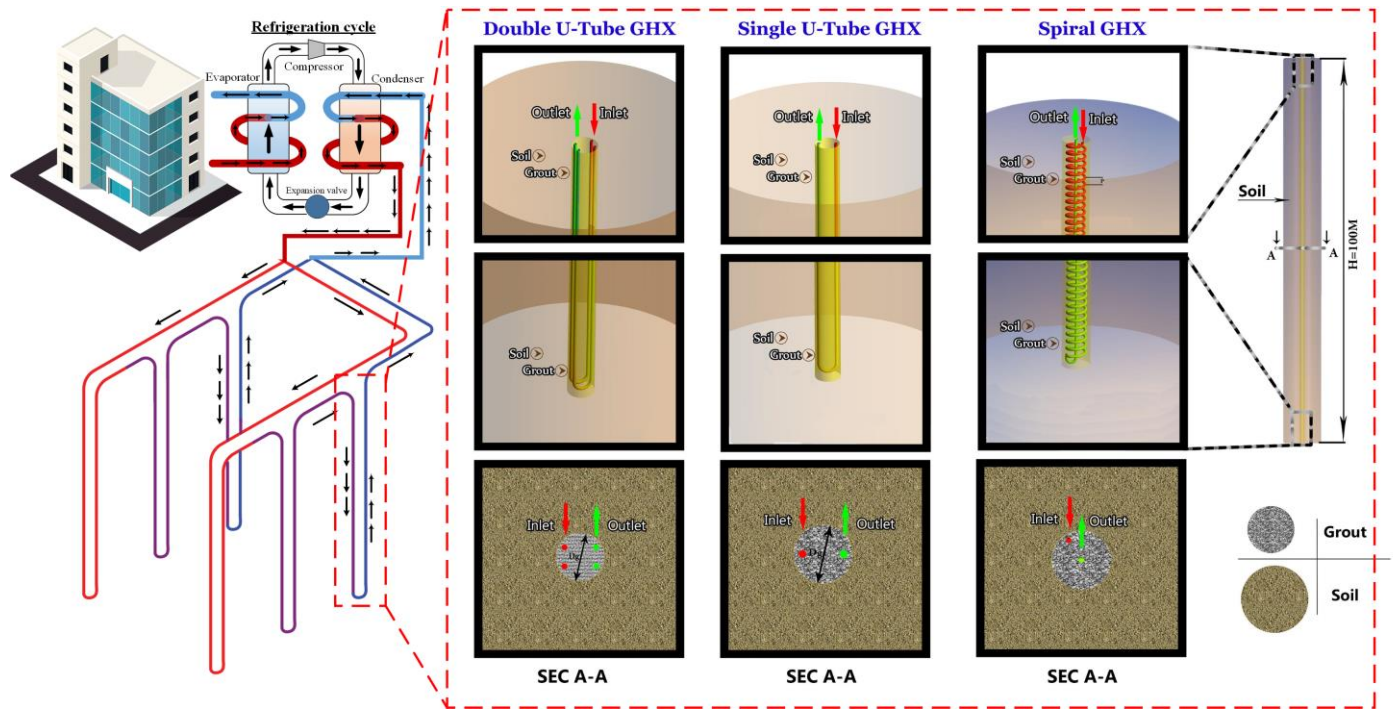 Refrigeration cycle
Compressor
Evaporator
Condenser
Expansion valve
Double U-Tube GHX
Single U-Tube GHX
Spiral GHX
Outlet
Inlet
Soil
Grout
Outlet
Inlet
Soil
Grout
Outlet
Inlet
Soil
Grout
Soil
A
A
H=100M
Soil
Grout
Soil
Grout
Soil
Grout
Inlet
Outlet
Inlet
Outlet
Inlet
Outlet
Grout
Soil
SEC A-A
SEC A-A
SEC A-A